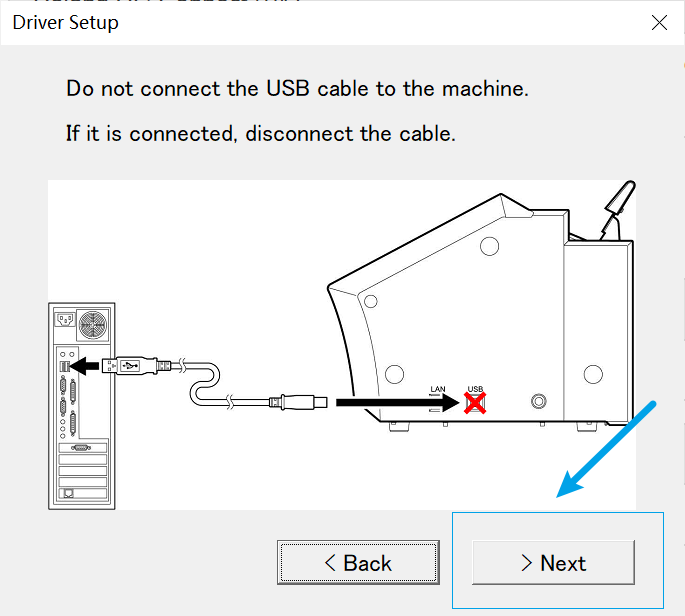 Driver Setup
Do not connect the USB cable to the machine.
If it is connected, disconnect the cable.
LAN
USB
< Back
> Next